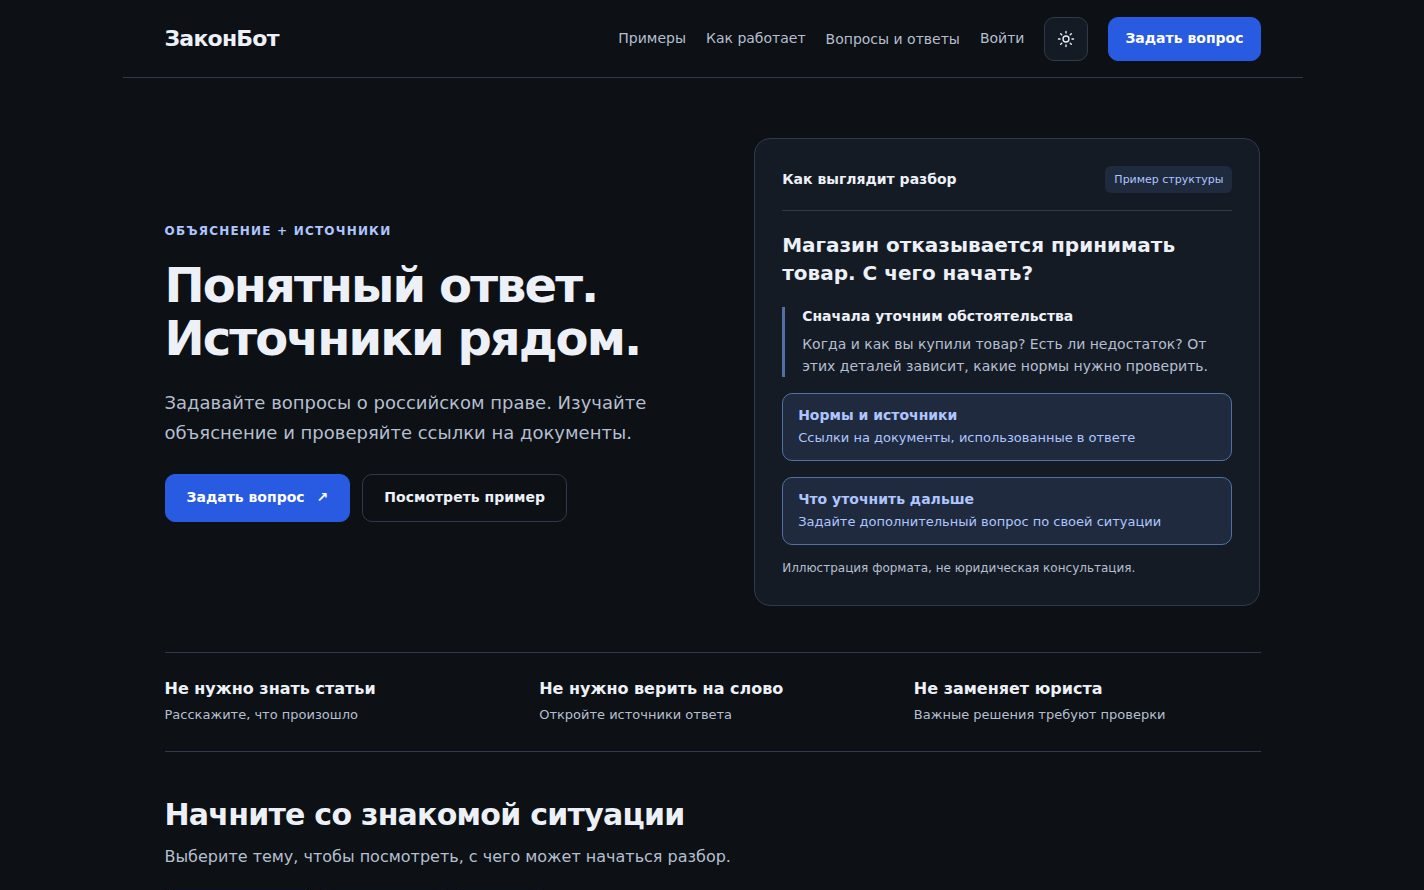 ЗаконБот
Примеры
Как работает
Вопросы и ответы
Войти
Задать вопрос
ОБЪЯСНЕНИЕ + ИСТОЧНИКИ
Понятный ответ.
Источники рядом.
Задавайте вопросы о российском праве. Изучайте
объяснение и проверяйте ссылки на документы.
Задать вопрос ↗
Посмотреть пример
Как выглядит разбор
Пример структуры
Магазин отказывается принимать
товар. С чего начать?
Сначала уточним обстоятельства
Когда и как вы купили товар? Есть ли недостаток? От
этих деталей зависит, какие нормы нужно проверить.
Нормы и источники
Ссылки на документы, использованные в ответе
Что уточнить дальше
Задайте дополнительный вопрос по своей ситуации
Иллюстрация формата, не юридическая консультация.
Не нужно знать статьи
Расскажите, что произошло
Не нужно верить на слово
Откройте источники ответа
Не заменяет юриста
Важные решения требуют проверки
Начните со знакомой ситуации
Выберите тему, чтобы посмотреть, с чего может начаться разбор.